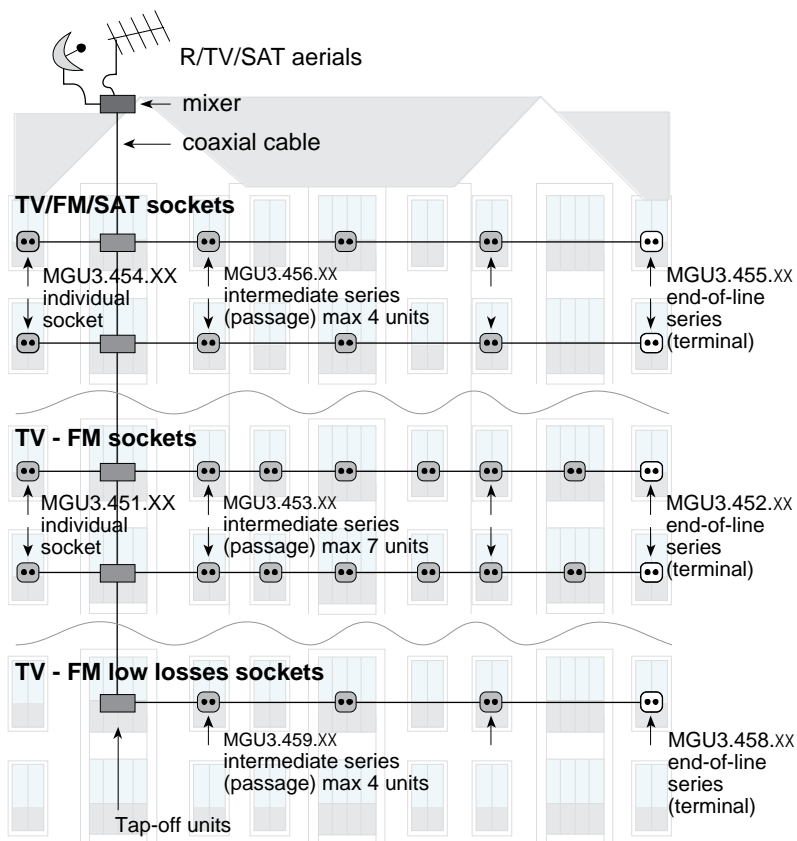 R/TV/SAT aerials
mixer
coaxial cable
TV/FM/SAT sockets
MGU3.454.XX
individual
socket
MGU3.456.XX
intermediate series
(passage) max 4 units
MGU3.455.XX
end-of-line
series
(terminal)
TV - FM sockets
MGU3.451.XX
individual
socket
MGU3.453.XX
intermediate series
(passage) max 7 units
MGU3.452.XX
end-of-line
series
(terminal)
TV - FM low losses sockets
MGU3.459.XX
intermediate series
(passage) max 4 units
MGU3.458.XX
end-of-line
series
(terminal)
Tap-off units